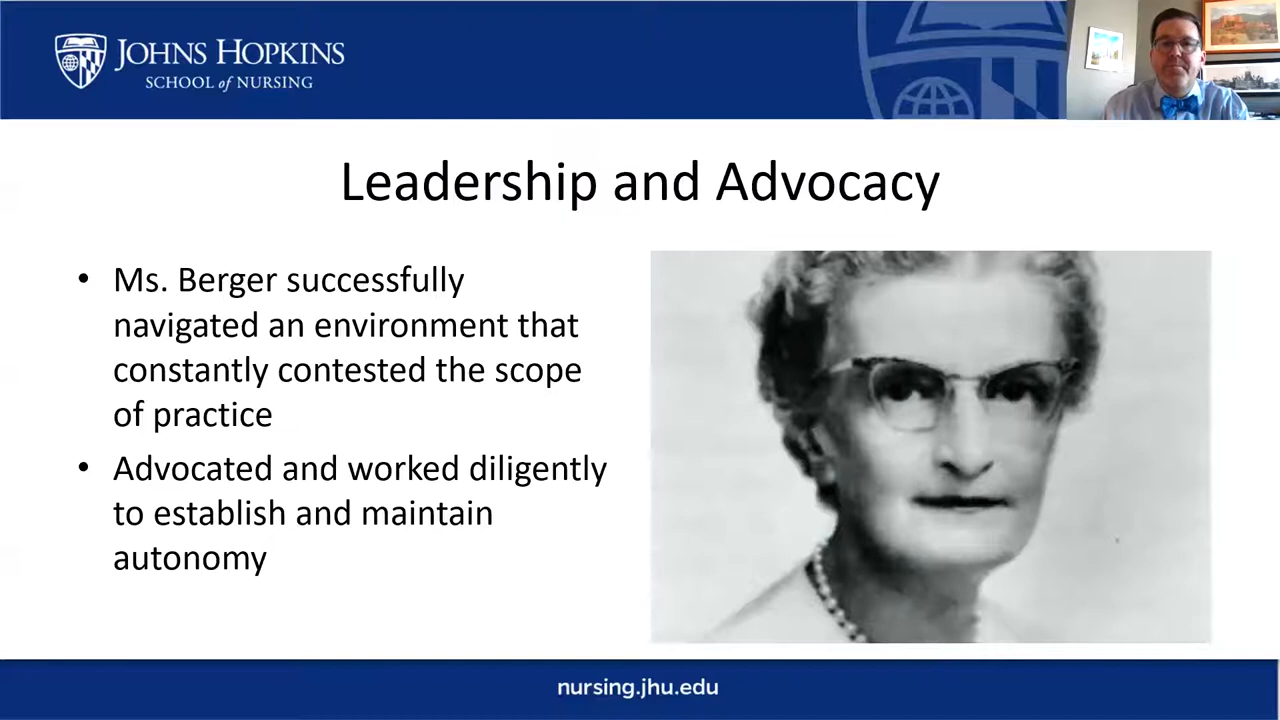 JOHNS HOPKINS
SCHOOL of NURSING
Leadership and Advocacy
• Ms. Berger successfully
navigated an environment that
constantly contested the scope
of practice
• Advocated and worked diligently
to establish and maintain
autonomy
nursing.jhu.edu